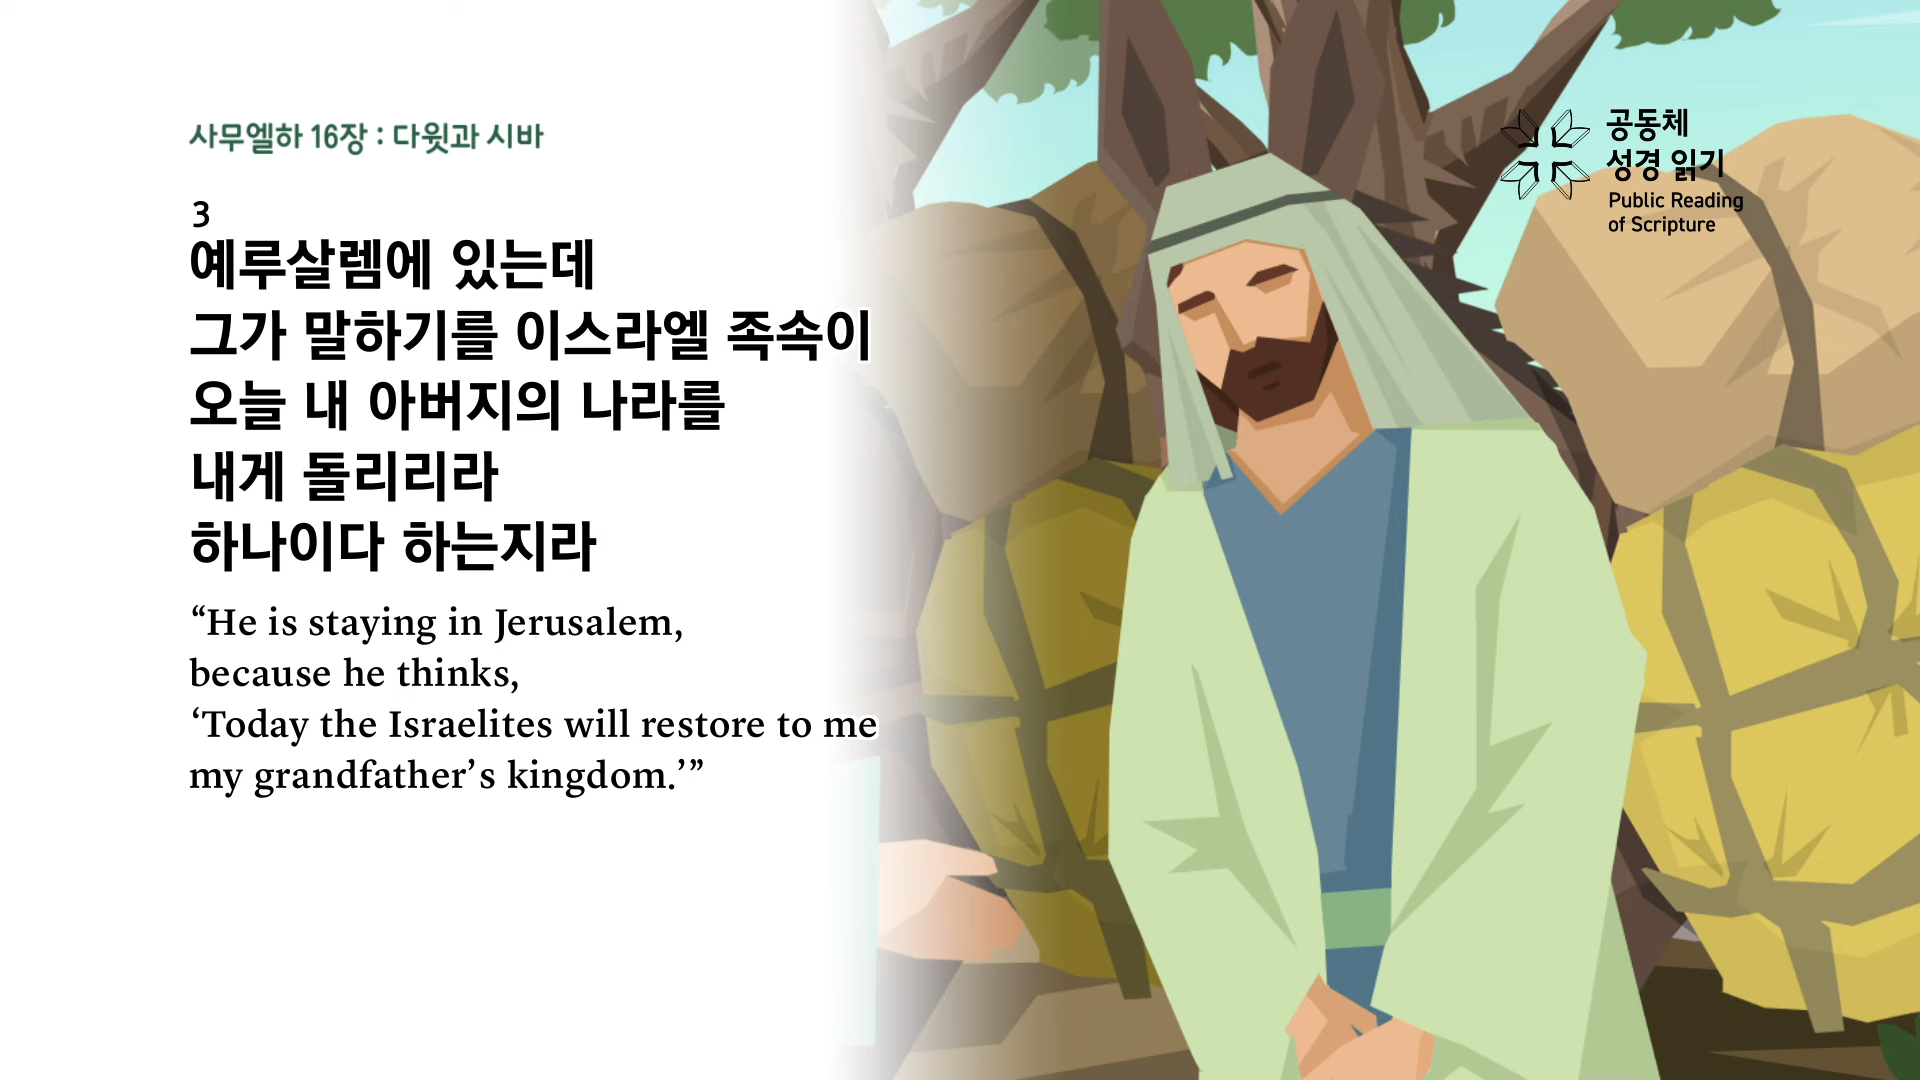 사무엘하 16장 : 다윗과 시바
3
예루살렘에 있는데
그가 말하기를 이스라엘 족속이
오늘 내 아버지의 나라를
내게 돌리리라
하나이다 하는지라
“He is staying in Jerusalem,
because he thinks,
‘Today the Israelites will restore to me
my grandfather’s kingdom.’”
공동체
성경 읽기
Public Reading
of Scripture